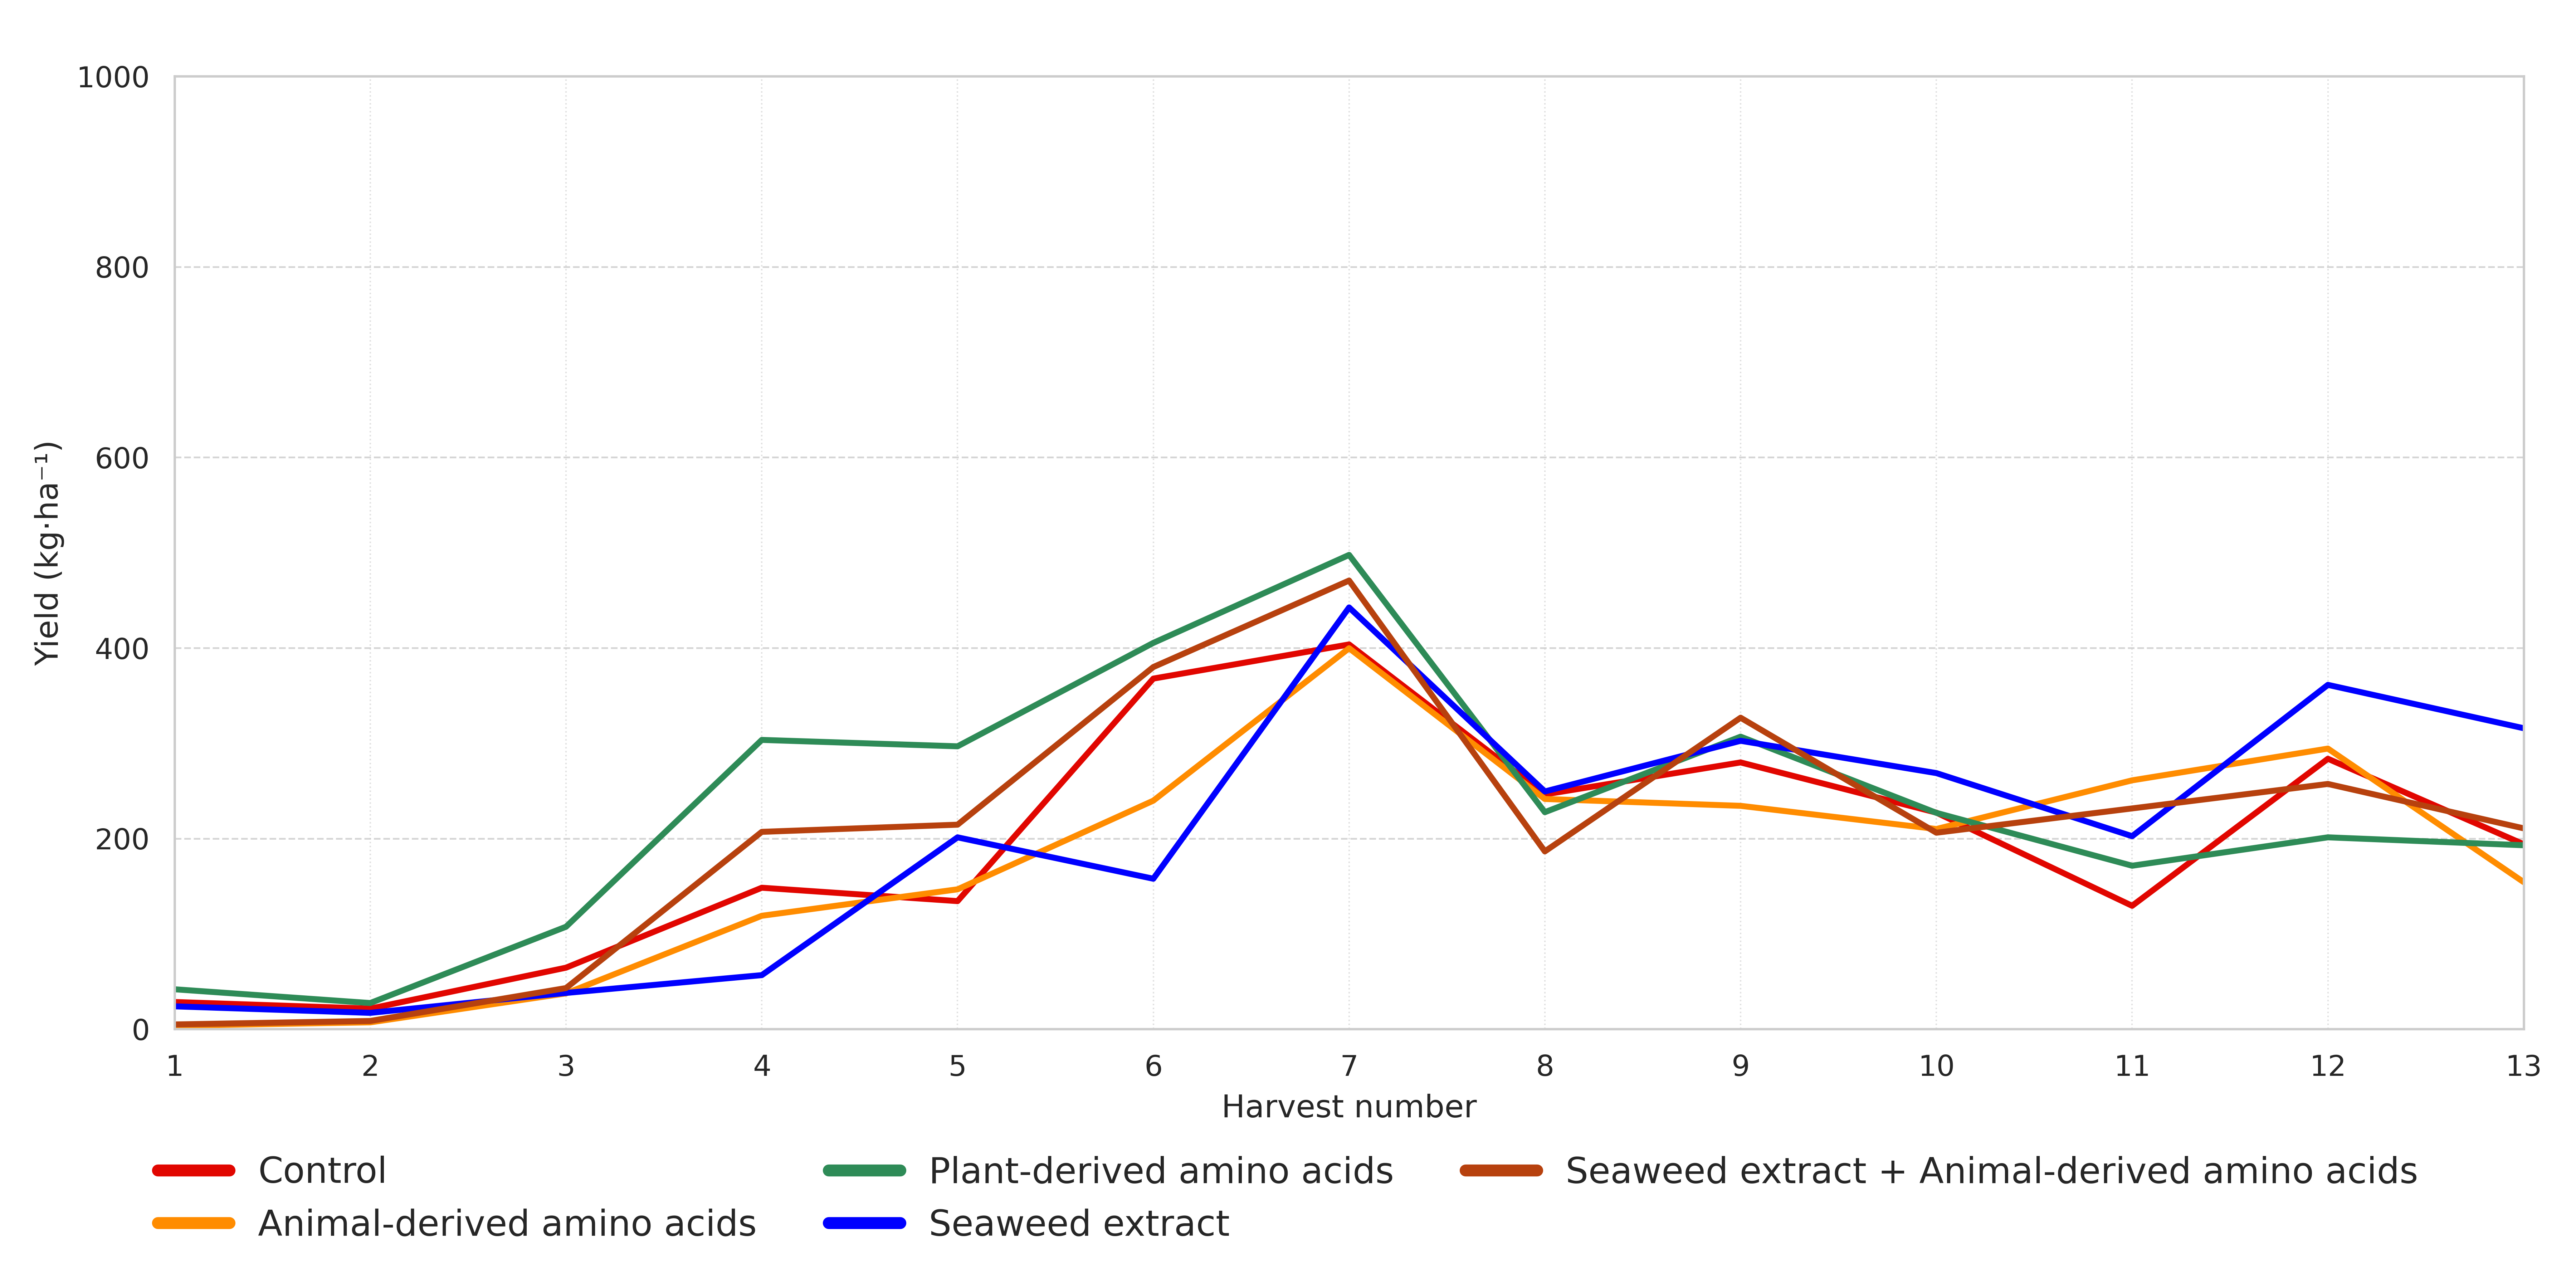 1000
800
600
400
200
0
Yield (kg·ha⁻¹)
1 2 3 4 5 6 7 8 9 10 11 12 13
Harvest number
Control
Animal-derived amino acids
Plant-derived amino acids
Seaweed extract
Seaweed extract + Animal-derived amino acids